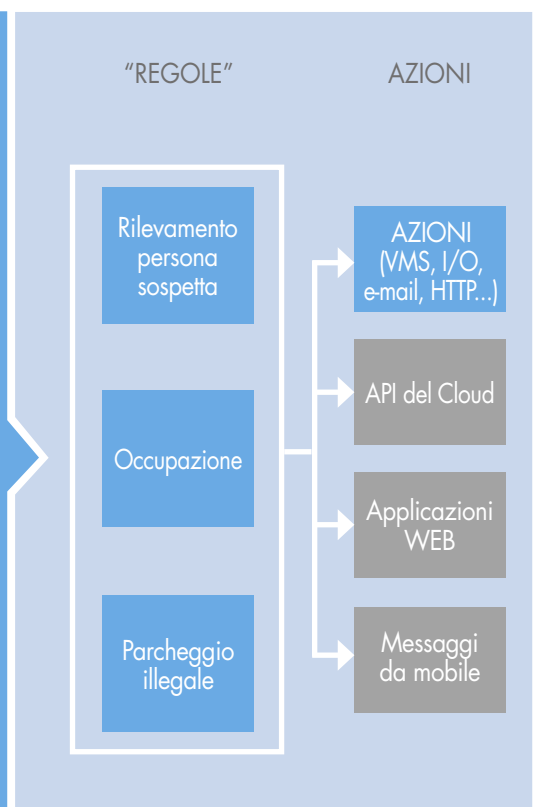 “REGOLE”
AZIONI
Rilevamento
persona
sospetta
Occupazione
Parcheggio
illegale
AZIONI
(VMS, I/O,
e-mail, HTTP...)
API del Cloud
Applicazioni
WEB
Messaggi
da mobile